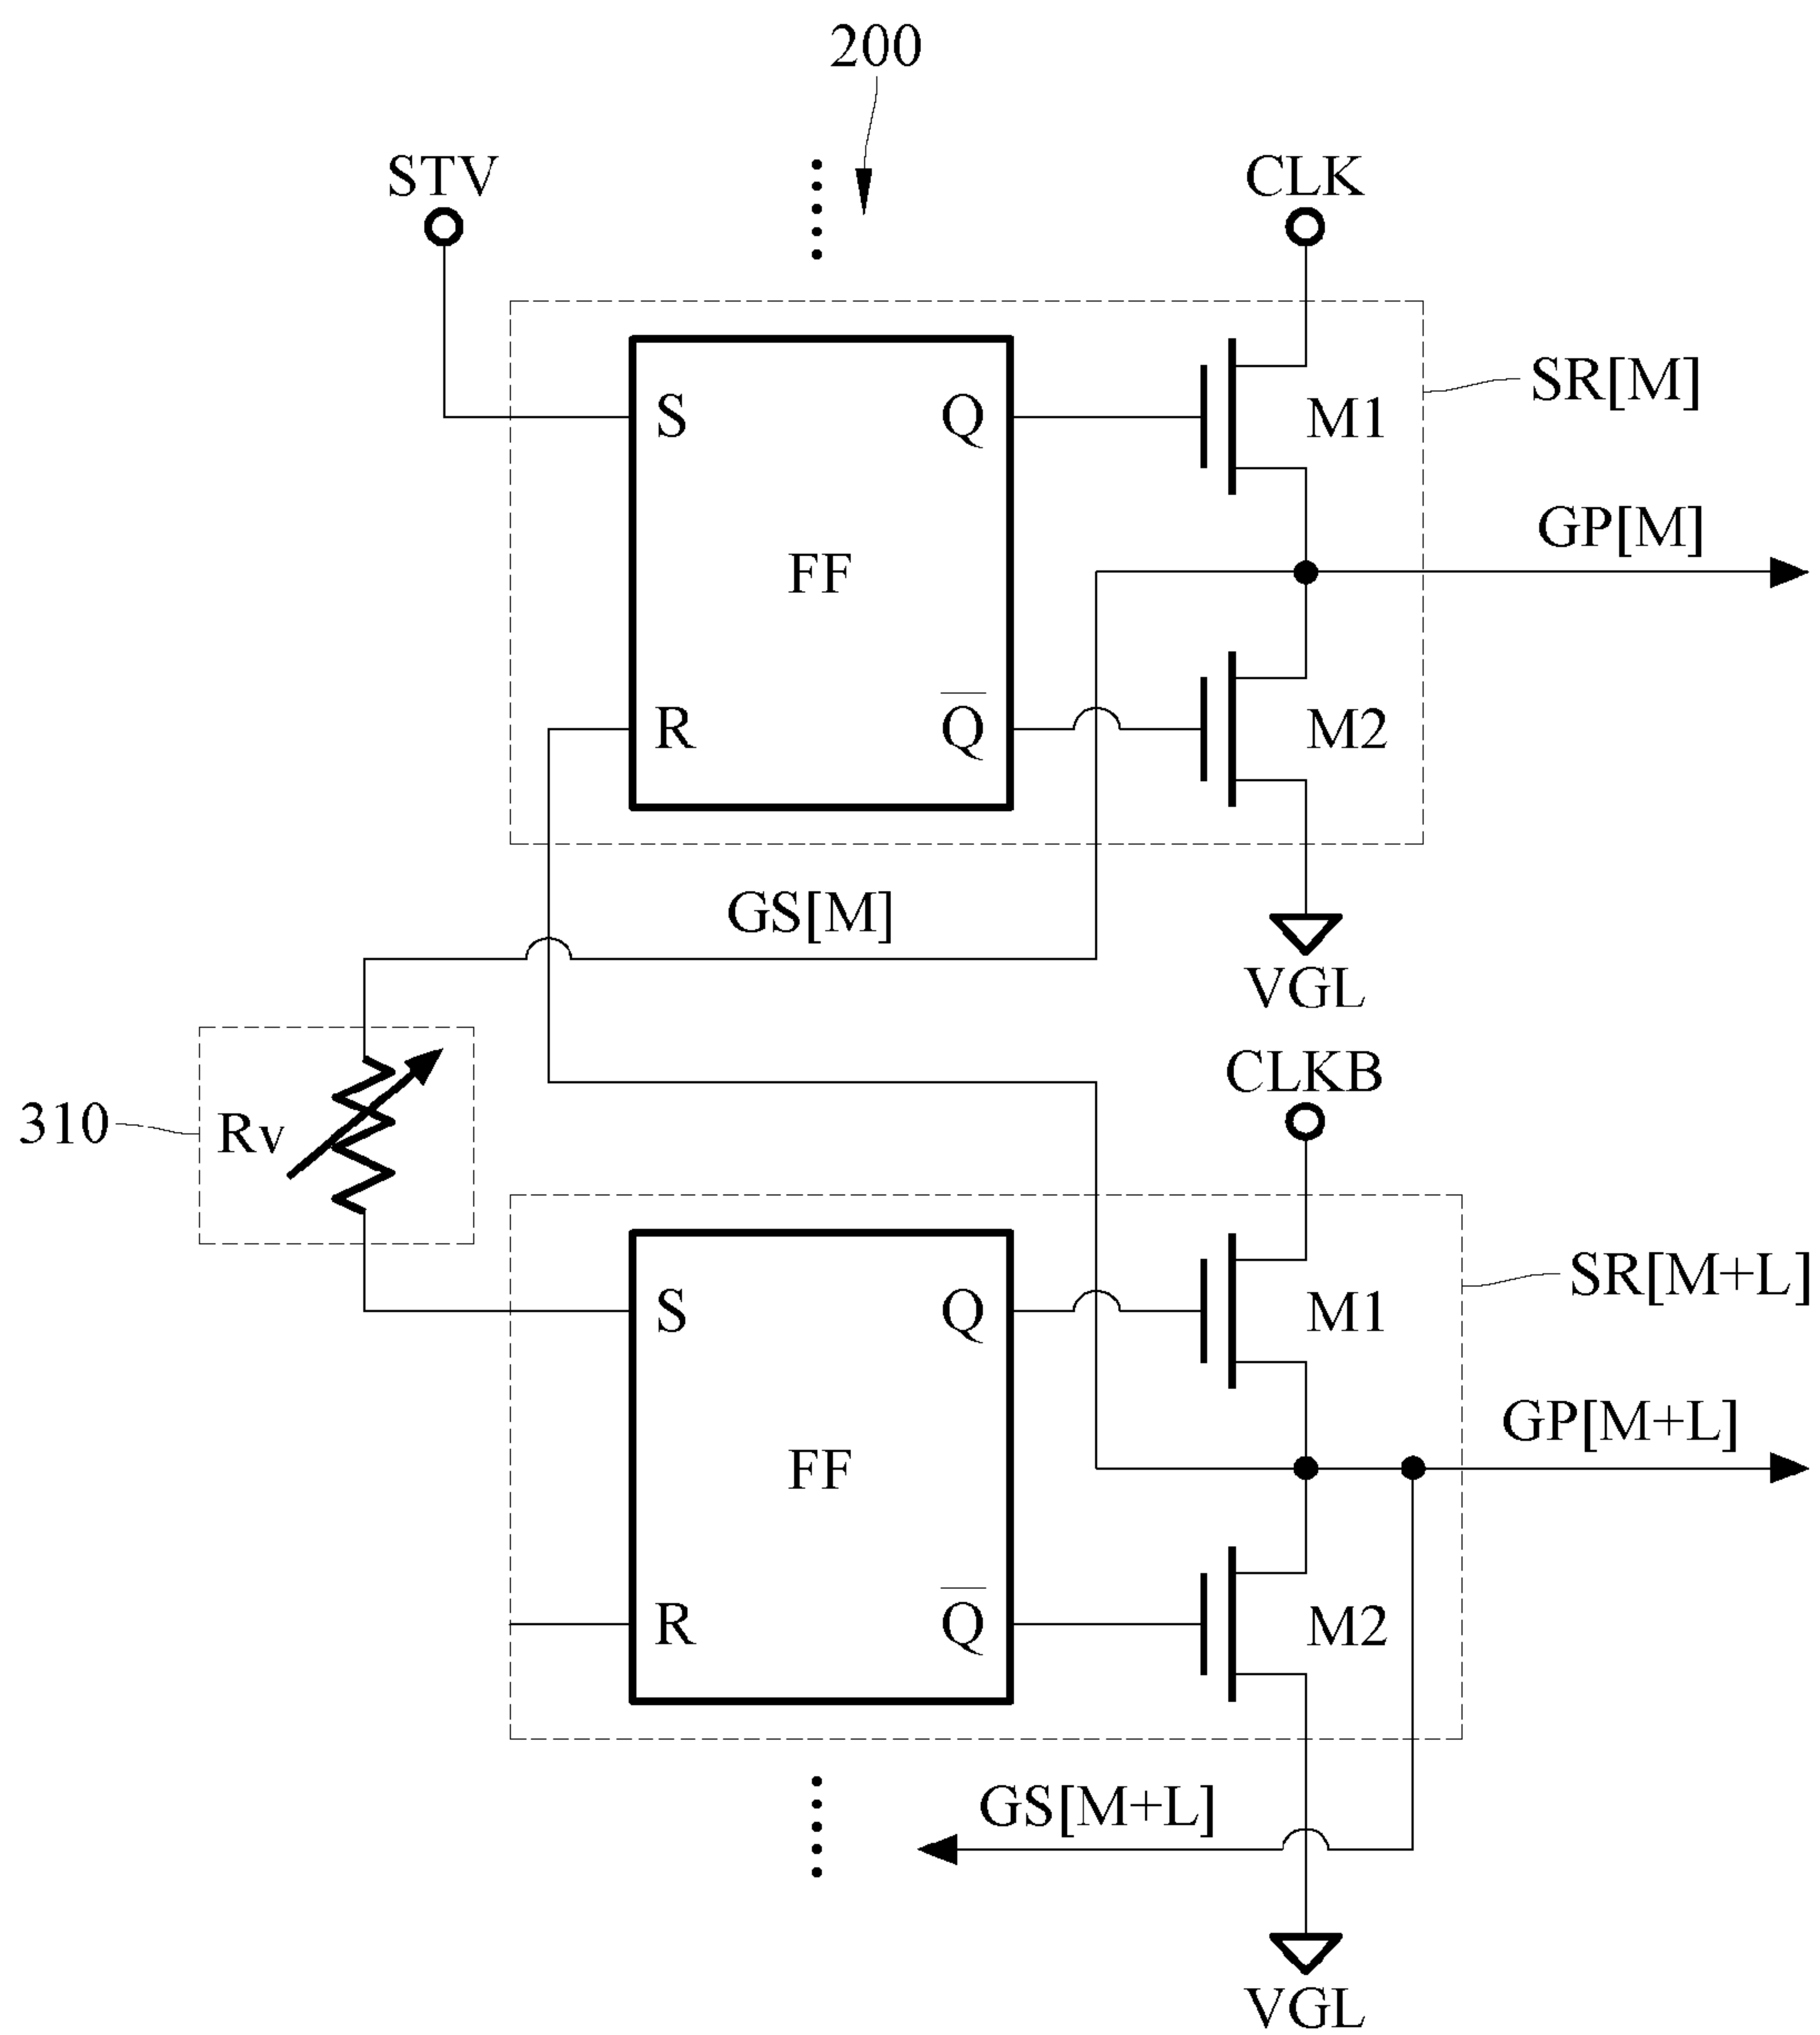 200
STV
CLK
SR[M]
S
Q
M1
GP[M]
FF
R
Q̅
M2
GS[M]
VGL
CLKB
310
Rv
SR[M+L]
S
Q
M1
GP[M+L]
FF
R
Q̅
M2
GS[M+L]
VGL